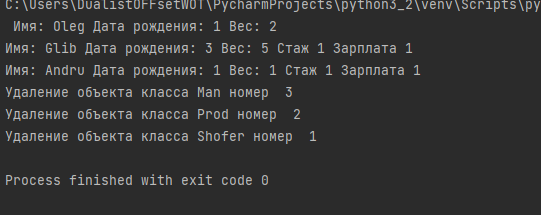 C:\Users\DualistOFFsetWOT\PycharmProjects\python3_2\venv\Scripts\py
Имя: Oleg Дата рождения: 1 Вес: 2
Имя: Glib Дата рождения: 3 Вес: 5 Стаж 1 Зарплата 1
Имя: Andru Дата рождения: 1 Вес: 1 Стаж 1 Зарплата 1
Удаление объекта класса Man номер  3
Удаление объекта класса Prod номер  2
Удаление объекта класса Shofer номер  1
Process finished with exit code 0